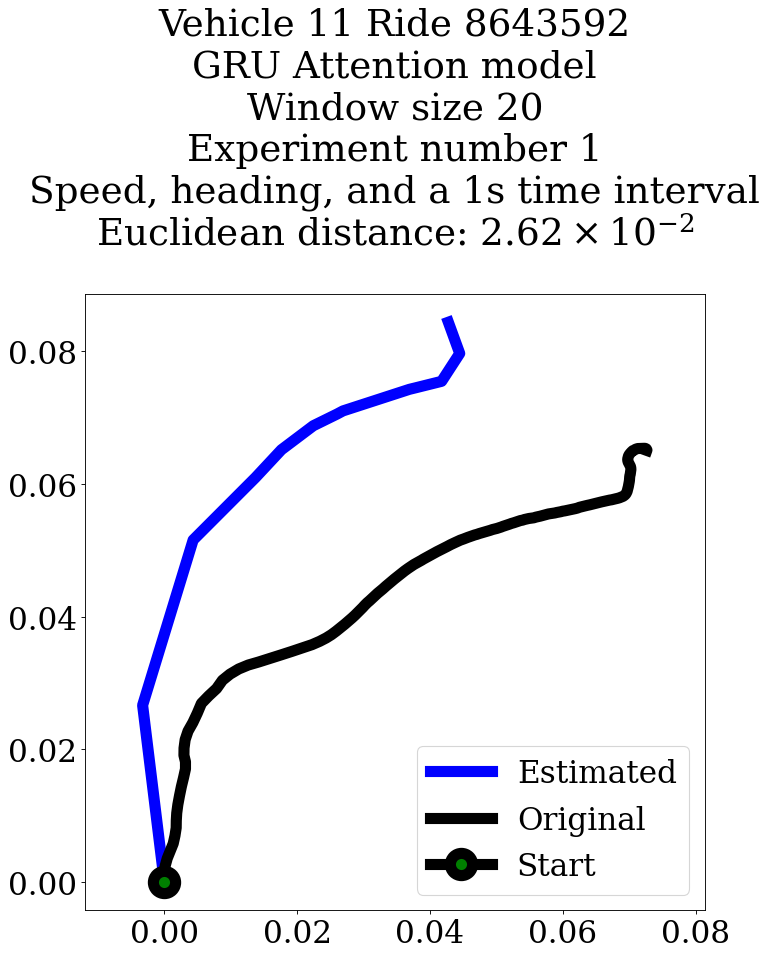 Vehicle 11 Ride 8643592
GRU Attention model
Window size 20
Experiment number 1
Speed, heading, and a 1s time interval
Euclidean distance: 2.62 × 10⁻²
0.08
0.06
0.04
0.02
0.00
Estimated
Original
Start
0.00 0.02 0.04 0.06 0.08